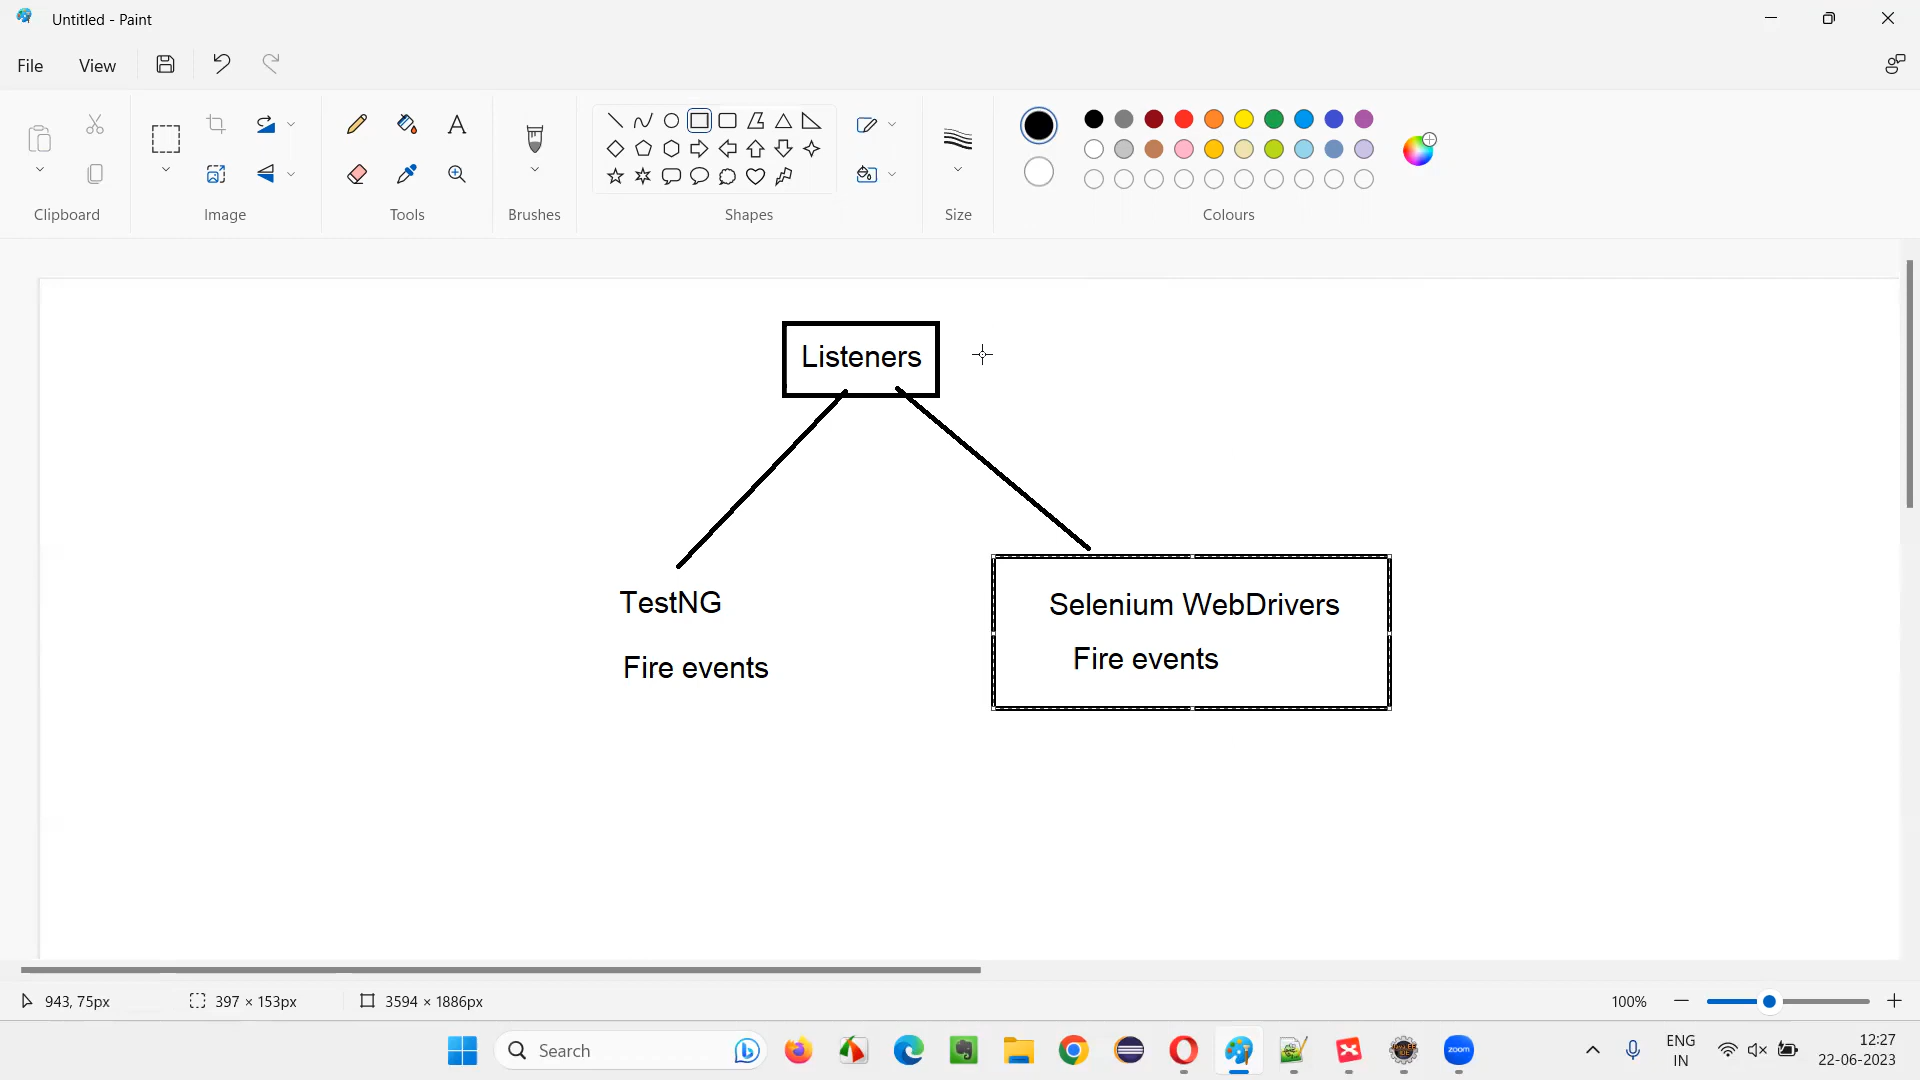 Untitled - Paint
File View
Clipboard
Image
Tools
Brushes
Shapes
Size
Colours
Listeners
TestNG
Fire events
Selenium WebDrivers
Fire events
943, 75px
397 × 153px
3594 × 1886px
100%
Search
zoom
ENG
IN
12:27
22-06-2023